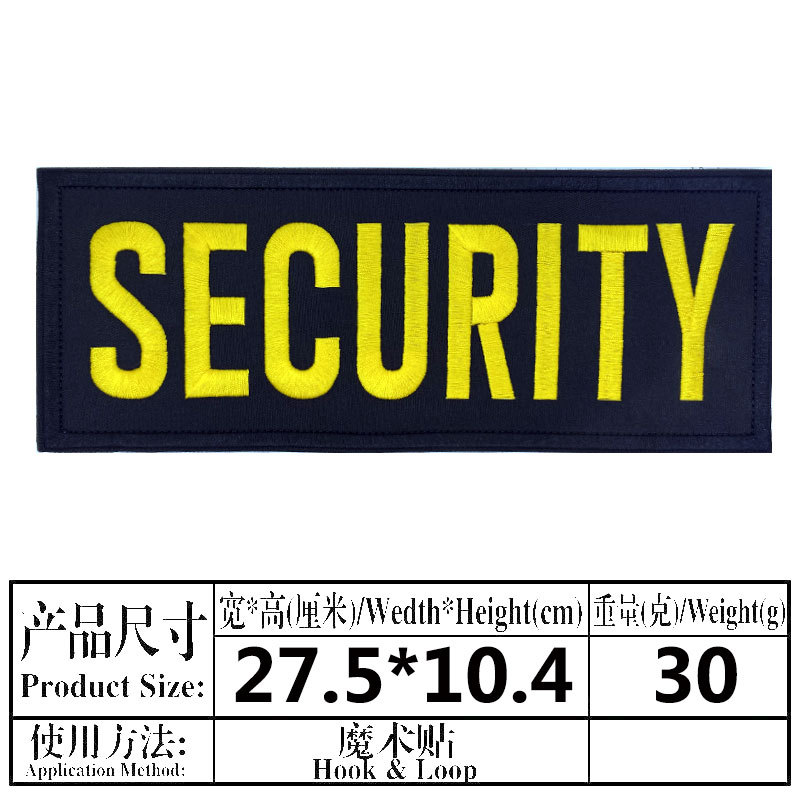 SECURITY
产品尺寸
Product Size:
宽*高(厘米)/Wedth*Height(cm)
重量(克)/Weight(g)
27.5*10.4
30
使用方法:
Application Method:
魔术贴
Hook & Loop